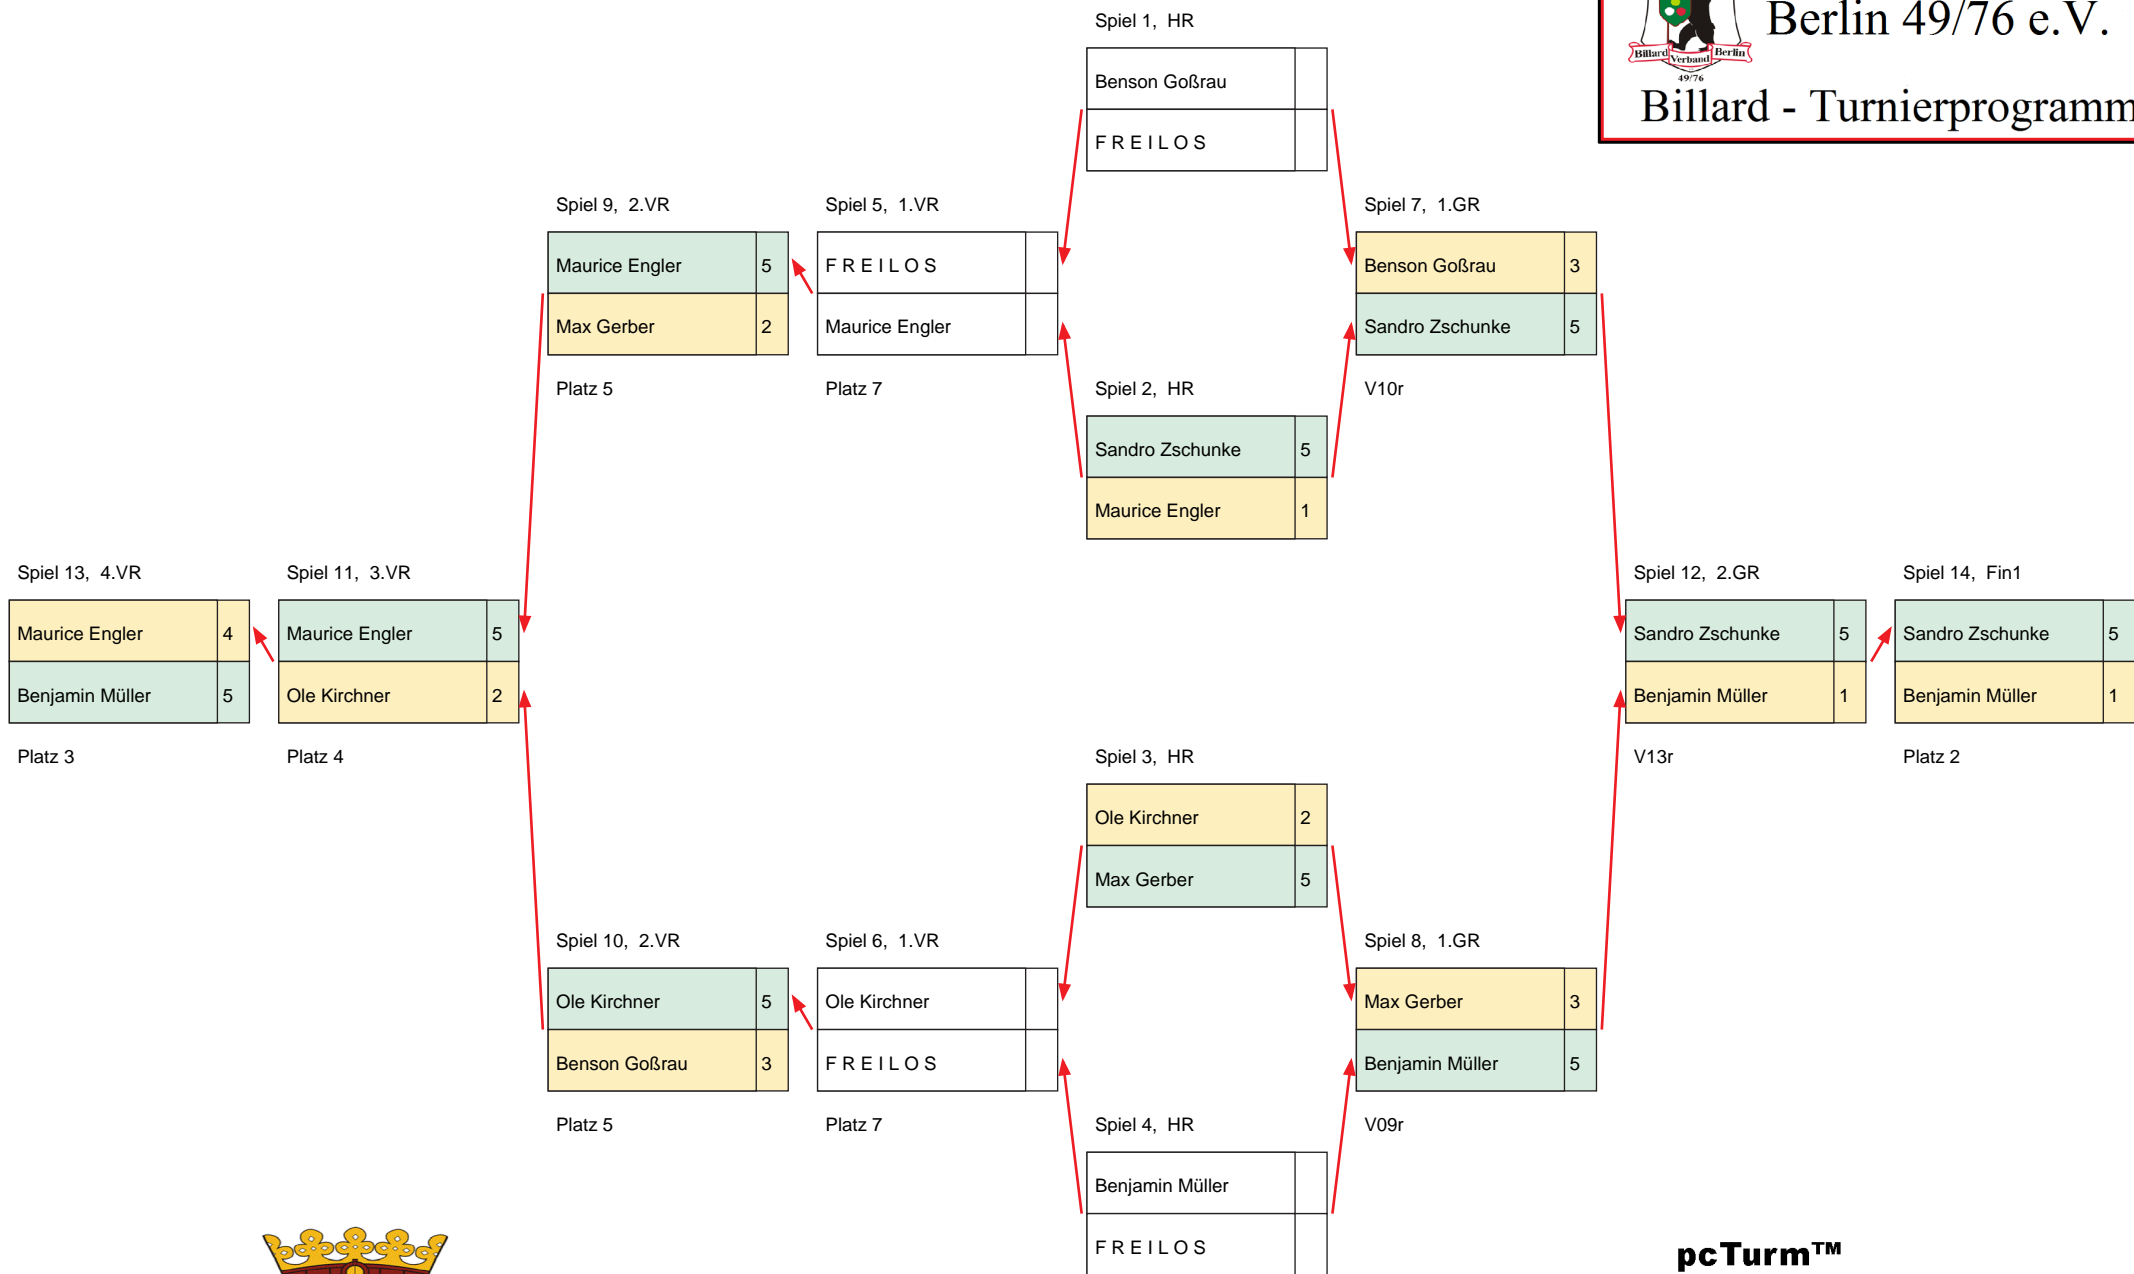 Berlin 49/76 e.V.
Billard
Verband
Berlin
49/76
Billard - Turnierprogramm
Spiel 1, HR
Benson Goßrau
F R E I L O S
Spiel 9, 2.VR
Maurice Engler 5
Max Gerber 2
Platz 5
Spiel 5, 1.VR
F R E I L O S
Maurice Engler
Platz 7
Spiel 7, 1.GR
Benson Goßrau 3
Sandro Zschunke 5
V10r
Spiel 2, HR
Sandro Zschunke 5
Maurice Engler 1
Spiel 13, 4.VR
Maurice Engler 4
Benjamin Müller 5
Platz 3
Spiel 11, 3.VR
Maurice Engler 5
Ole Kirchner 2
Platz 4
Spiel 12, 2.GR
Sandro Zschunke 5
Benjamin Müller 1
V13r
Spiel 14, Fin1
Sandro Zschunke 5
Benjamin Müller 1
Platz 2
Spiel 3, HR
Ole Kirchner 2
Max Gerber 5
Spiel 10, 2.VR
Ole Kirchner 5
Benson Goßrau 3
Platz 5
Spiel 6, 1.VR
Ole Kirchner
F R E I L O S
Platz 7
Spiel 8, 1.GR
Max Gerber 3
Benjamin Müller 5
V09r
Spiel 4, HR
Benjamin Müller
F R E I L O S
pcTurm™